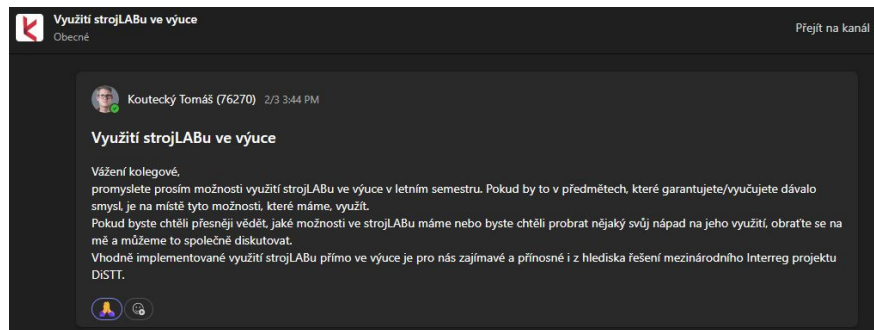 Využití strojLABu ve výuce
Obecné
Přejít na kanál
Koutecký Tomáš (76270) 2/3 3:44 PM
Využití strojLABu ve výuce
Vážení kolegové,
promyslete prosím možnosti využití strojLABu ve výuce v letním semestru. Pokud by to v předmětech, které garantujete/vyučujete dávalo
smysl, je na místě tyto možnosti, které máme, využít.
Pokud byste chtěli přesněji vědět, jaké možnosti ve strojLABu máme nebo byste chtěli probrat nějaký svůj nápad na jeho využití, obraťte se na
mě a můžeme to společně diskutovat.
Vhodně implementované využití strojLABu přímo ve výuce je pro nás zajímavé a přínosné i z hlediska řešení mezinárodního Interreg projektu
DiSTT.